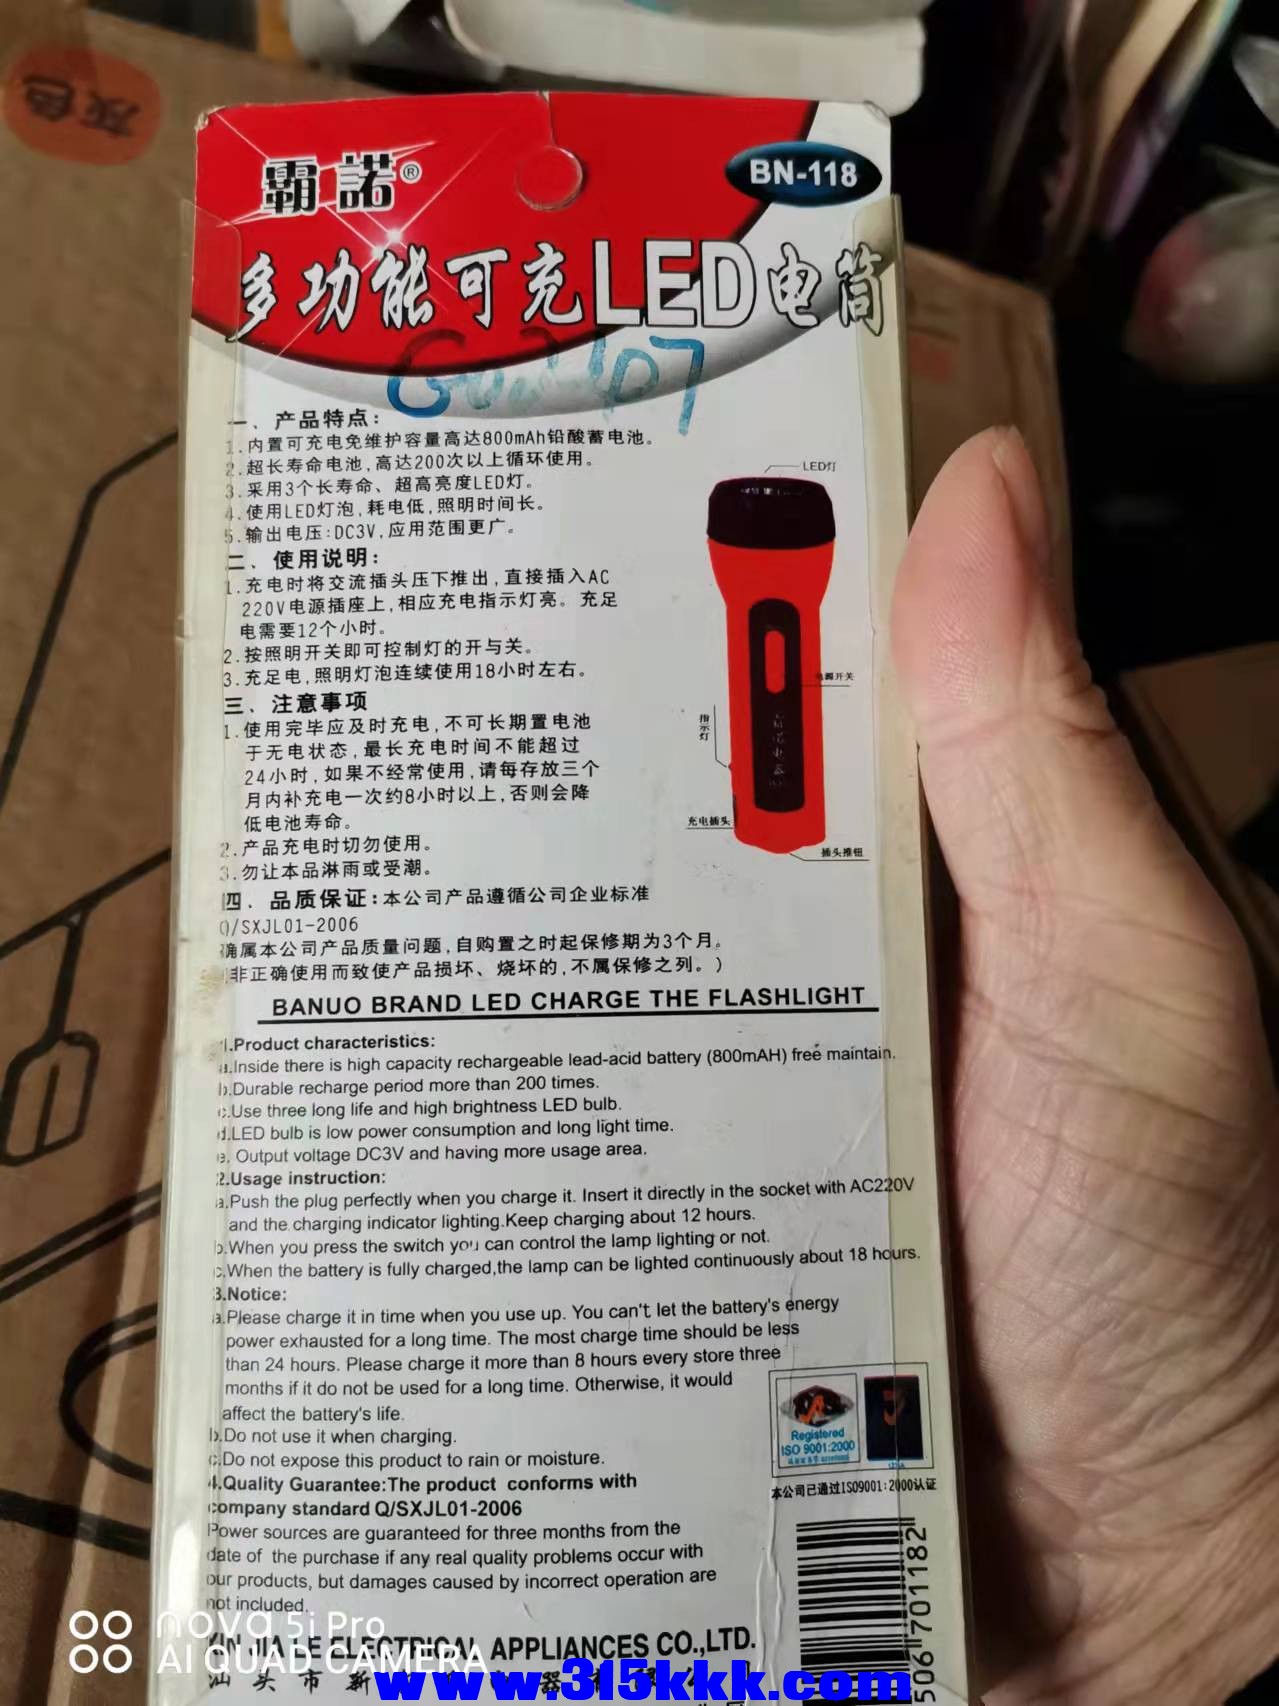 灰色
霸諾®
BN-118
多功能可充LED电筒
一、产品特点:
1.内置可充电免维护容量高达800mAh铅酸蓄电池。
2.超长寿命电池,高达200次以上循环使用。
3.采用3个长寿命、超高亮度LED灯。
4.使用LED灯泡,耗电低,照明时间长。
5.输出电压:DC3V,应用范围更广。
二、使用说明:
1.充电时将交流插头压下推出,直接插入AC
220V电源插座上,相应充电指示灯亮。充足
电需要12个小时。
2.按照明开关即可控制灯的开与关。
3.充足电,照明灯泡连续使用18小时左右。
三、注意事项
1.使用完毕应及时充电,不可长期置电池
于无电状态,最长充电时间不能超过
24小时,如果不经常使用,请每存放三个
月内补充电一次约8小时以上,否则会降
低电池寿命。
2.产品充电时切勿使用。
3.勿让本品淋雨或受潮。
四、品质保证:本公司产品遵循公司企业标准
Q/SXJL01-2006
确属本公司产品质量问题,自购置之时起保修期为3个月。
(非正确使用而致使产品损坏、烧坏的,不属保修之列。)
LED灯
电源开关
指示灯
充电插头
插头推钮
BANUO BRAND LED CHARGE THE FLASHLIGHT
1.Product characteristics:
a.Inside there is high capacity rechargeable lead-acid battery (800mAH) free maintain.
b.Durable recharge period more than 200 times.
c.Use three long life and high brightness LED bulb.
d.LED bulb is low power consumption and long light time.
e. Output voltage DC3V and having more usage area.
2.Usage instruction:
a.Push the plug perfectly when you charge it. Insert it directly in the socket with AC220V
and the.charging indicator lighting.Keep charging about 12 hours.
b.When you press the switch you can control the lamp lighting or not.
c.When the battery is fully charged,the lamp can be lighted continuously about 18 hours.
3.Notice:
a.Please charge it in time when you use up. You can't let the battery's energy
power exhausted for a long time. The most charge time should be less
than 24 hours. Please charge it more than 8 hours every store three
months if it do not be used for a long time. Otherwise, it would
affect the battery's life.
b.Do not use it when charging.
c.Do not expose this product to rain or moisture.
4.Quality Guarantee:The product conforms with
company standard Q/SXJL01-2006
Power sources are guaranteed for three months from the
date of the purchase if any real quality problems occur with
our products, but damages caused by incorrect operation are
not included.
Registered
ISO 9001:2000
本公司已通过ISO9001:2000认证
506 701182
XIN JIA LE ELECTRICAL APPLIANCES CO.,LTD.
汕头市新
器
nova 5i Pro
AI QUAD CAMERA
www.315kkk.com